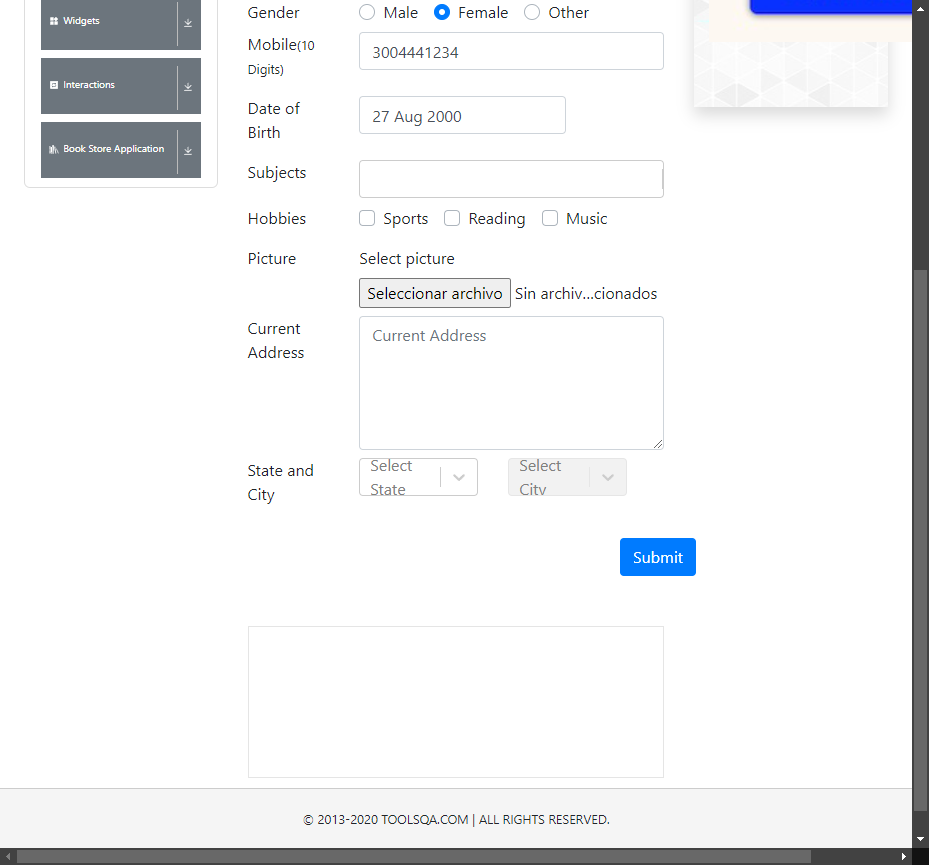 Widgets
Interactions
Book Store Application
Gender
Male Female Other
Mobile(10
Digits)
3004441234
Date of
Birth
27 Aug 2000
Subjects
Hobbies
Sports Reading Music
Picture
Select picture
Seleccionar archivo Sin archiv...cionados
Current
Address
Current Address
State and
City
Select
State
Select
City
Submit
© 2013-2020 TOOLSQA.COM | ALL RIGHTS RESERVED.